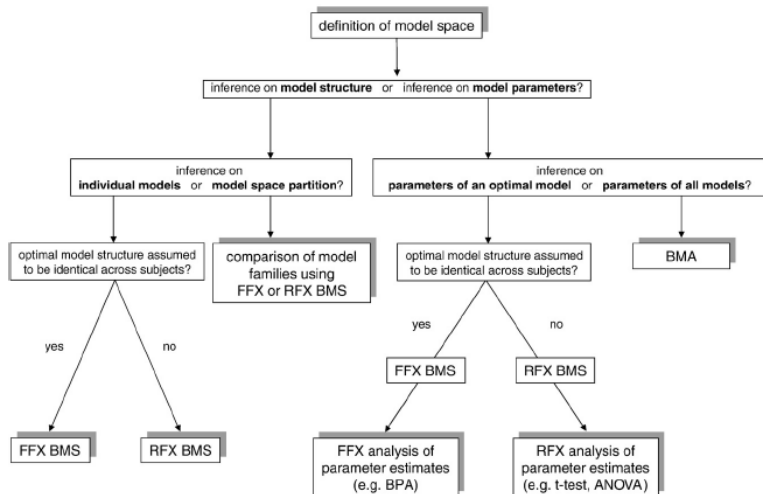 definition of model space
inference on model structure or inference on model parameters?
inference on
individual models or model space partition?
inference on
parameters of an optimal model or parameters of all models?
optimal model structure assumed
to be identical across subjects?
comparison of model
families using
FFX or RFX BMS
optimal model structure assumed
to be identical across subjects?
BMA
yes
no
yes
no
FFX BMS
RFX BMS
FFX BMS
RFX BMS
FFX analysis of
parameter estimates
(e.g. BPA)
RFX analysis of
parameter estimates
(e.g. t-test, ANOVA)